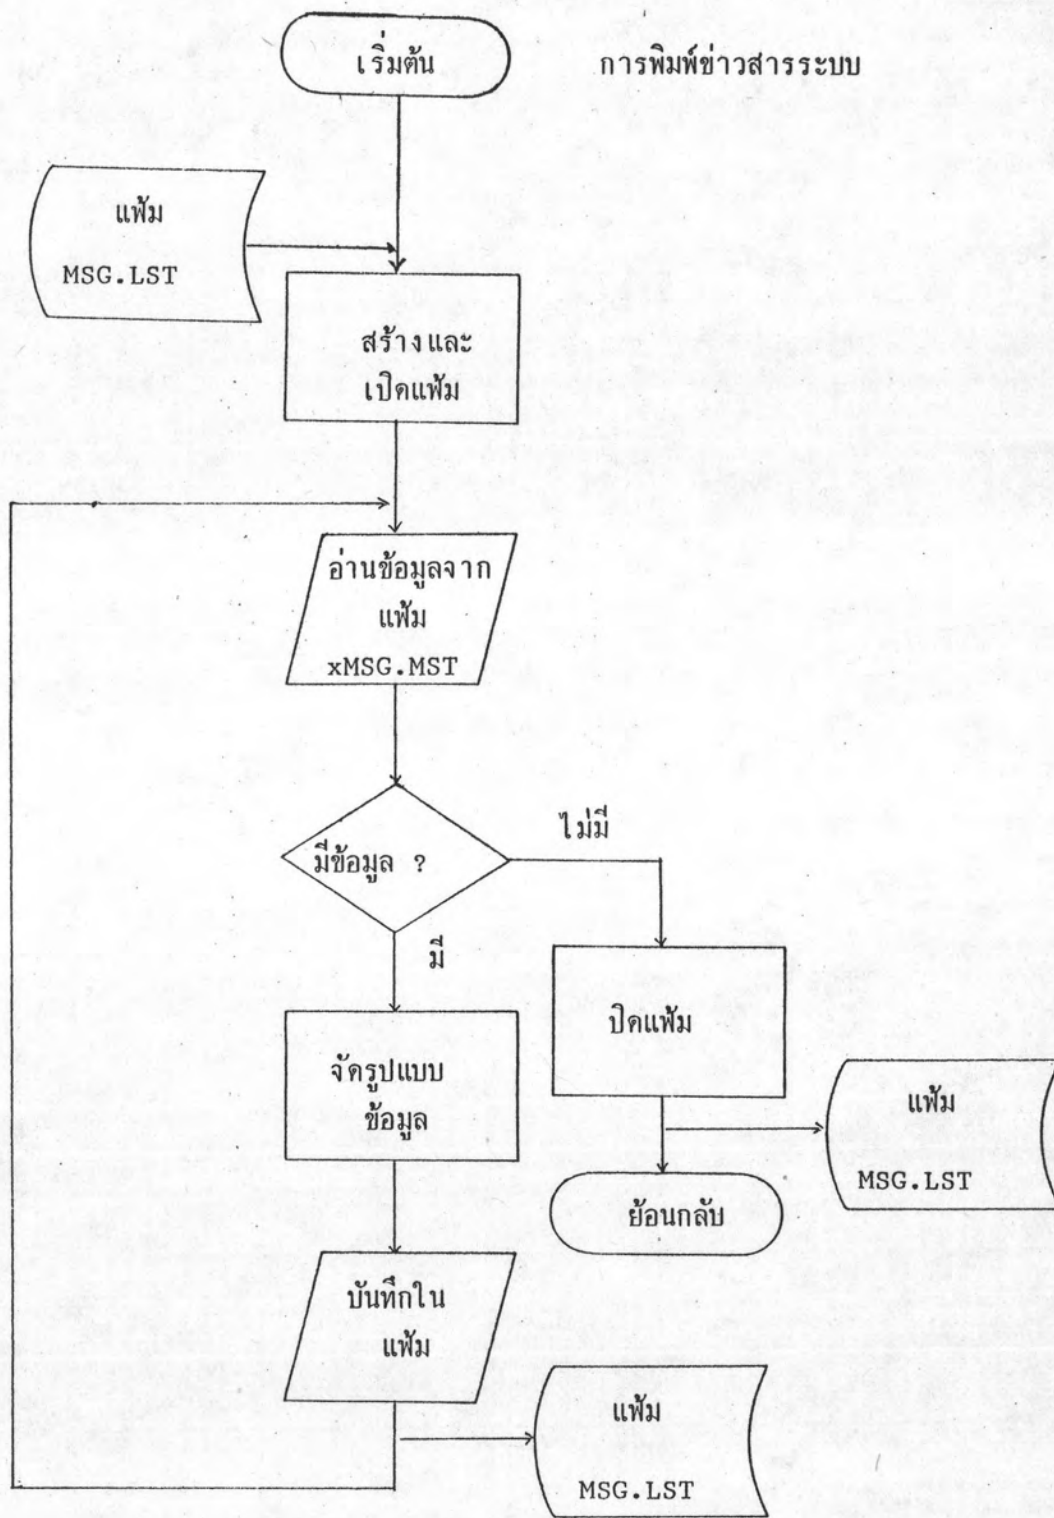 เริ่มต้น
การพิมพ์ข่าวสารระบบ
แฟ้ม
MSG.LST
สร้างและ
เปิดแฟ้ม
อ่านข้อมูลจาก
แฟ้ม
xMSG.MST
มีข้อมูล ?
ไม่มี
มี
ปิดแฟ้ม
จัดรูปแบบ
ข้อมูล
แฟ้ม
MSG.LST
ย้อนกลับ
บันทึกใน
แฟ้ม
แฟ้ม
MSG.LST